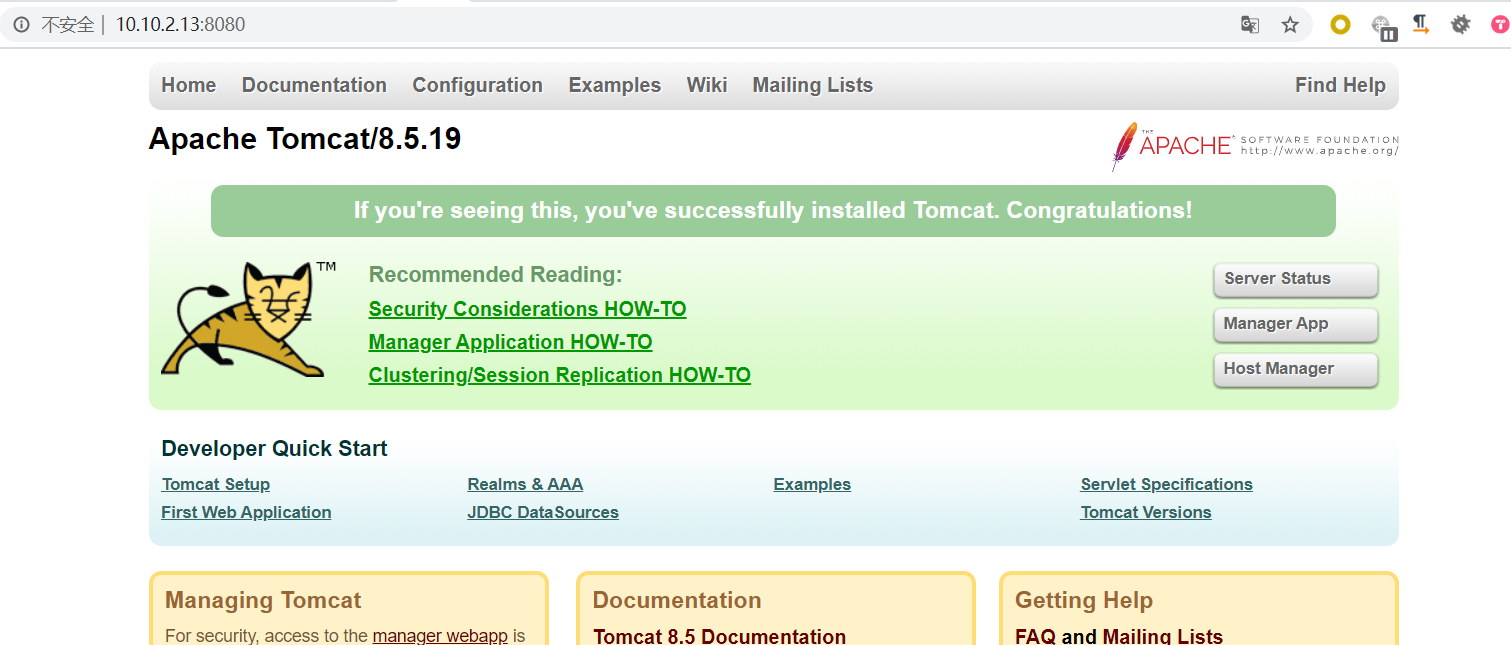 不安全 | 10.10.2.13:8080
Home Documentation Configuration Examples Wiki Mailing Lists Find Help
Apache Tomcat/8.5.19
THE APACHE SOFTWARE FOUNDATION
http://www.apache.org/
If you're seeing this, you've successfully installed Tomcat. Congratulations!
TM
Recommended Reading:
Security Considerations HOW-TO
Manager Application HOW-TO
Clustering/Session Replication HOW-TO
Server Status
Manager App
Host Manager
Developer Quick Start
Tomcat Setup Realms & AAA Examples Servlet Specifications
First Web Application JDBC DataSources Tomcat Versions
Managing Tomcat
For security, access to the manager webapp is
Documentation
Tomcat 8.5 Documentation
Getting Help
FAQ and Mailing Lists